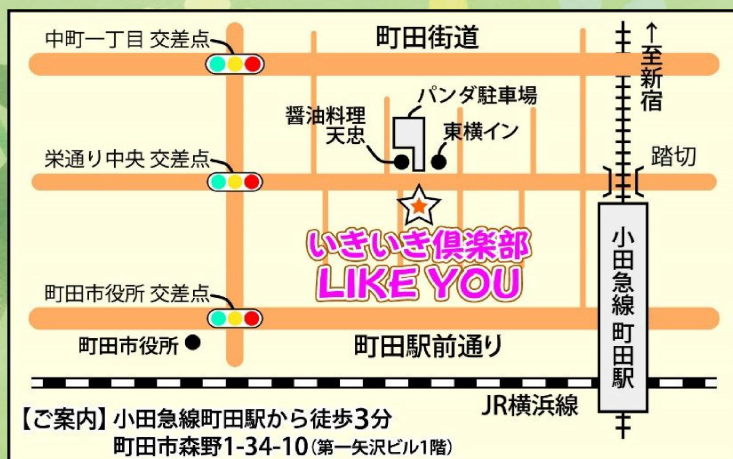 中町一丁目 交差点
町田街道
↑至新宿
パンダ駐車場
醤油料理
天忠
東横イン
栄通り中央 交差点
踏切
いきいき倶楽部
LIKE YOU
小田急線 町田駅
町田市役所 交差点
町田市役所
町田駅前通り
JR横浜線
【ご案内】小田急線町田駅から徒歩3分
町田市森野1-34-10(第一矢沢ビル1階)